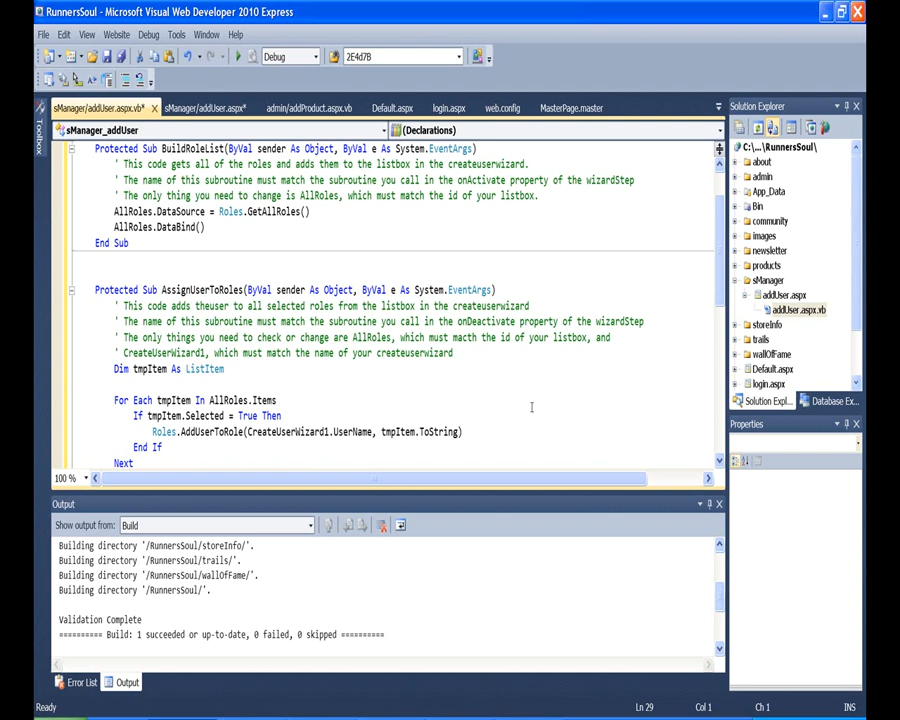 RunnersSoul - Microsoft Visual Web Developer 2010 Express
File Edit View Website Debug Tools Window Help
Debug 2E4d7B
sManager/addUser.aspx.vb* sManager/addUser.aspx* admin/addProduct.aspx.vb Default.aspx login.aspx web.config MasterPage.master
Toolbox
sManager_addUser (Declarations)
Protected Sub BuildRoleList(ByVal sender As Object, ByVal e As System.EventArgs)
' This code gets all of the roles and adds them to the listbox in the createuserwizard.
' The name of this subroutine must match the subroutine you call in the onActivate property of the wizardStep
' The only thing you need to change is AllRoles, which must match the id of your listbox.
AllRoles.DataSource = Roles.GetAllRoles()
AllRoles.DataBind()
End Sub
Protected Sub AssignUserToRoles(ByVal sender As Object, ByVal e As System.EventArgs)
' This code adds theuser to all selected roles from the listbox in the createuserwizard
' The name of this subroutine must match the subroutine you call in the onDeactivate property of the wizardStep
' The only things you need to check or change are AllRoles, which must macth the id of your listbox, and
' CreateUserWizard1, which must match the name of your createuserwizard
Dim tmpItem As ListItem
For Each tmpItem In AllRoles.Items
If tmpItem.Selected = True Then
Roles.AddUserToRole(CreateUserWizard1.UserName, tmpItem.ToString)
End If
Next
100 %
Solution Explorer
C:\...\RunnersSoul\
about
admin
App_Data
Bin
community
images
newsletter
products
sManager
addUser.aspx
addUser.aspx.vb
storeInfo
trails
wallOfFame
Default.aspx
login.aspx
Solution Expl... Database Ex...
Properties
Output
Show output from: Build
Building directory '/RunnersSoul/storeInfo/'.
Building directory '/RunnersSoul/trails/'.
Building directory '/RunnersSoul/wallOfFame/'.
Building directory '/RunnersSoul/'.
Validation Complete
========== Build: 1 succeeded or up-to-date, 0 failed, 0 skipped ==========
Error List Output
Ready Ln 29 Col 1 Ch 1 INS